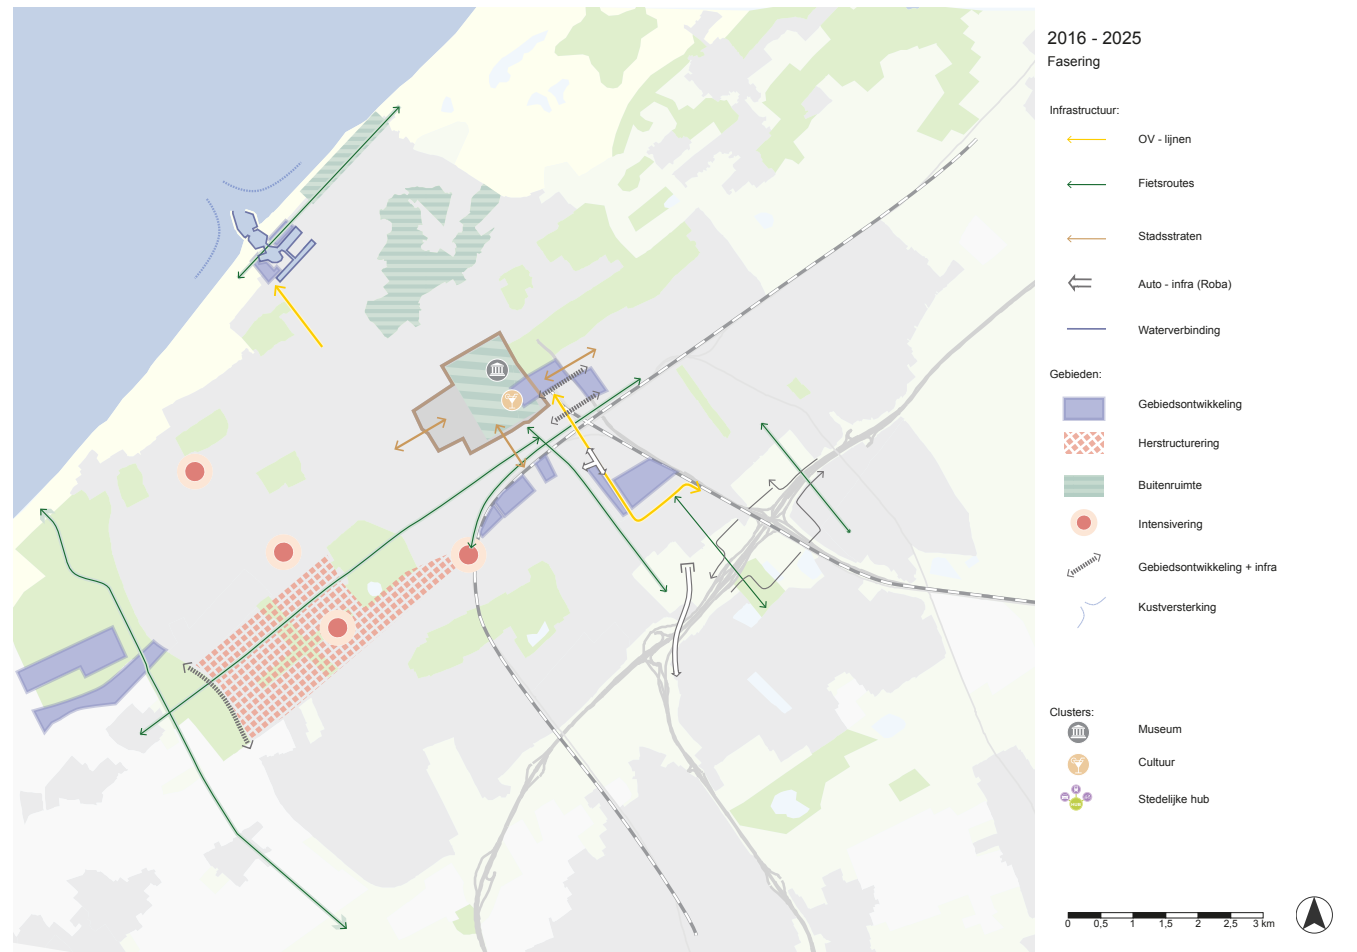 2016 - 2025
Fasering
Infrastructuur:
OV - lijnen
Fietsroutes
Stadsstraten
Auto - infra (Roba)
Waterverbinding
Gebieden:
Gebiedsontwikkeling
Herstructurering
Buitenruimte
Intensivering
Gebiedsontwikkeling + infra
Kustversterking
Clusters:
Museum
Cultuur
Stedelijke hub
0 0,5 1 1,5 2 2,5 3 km